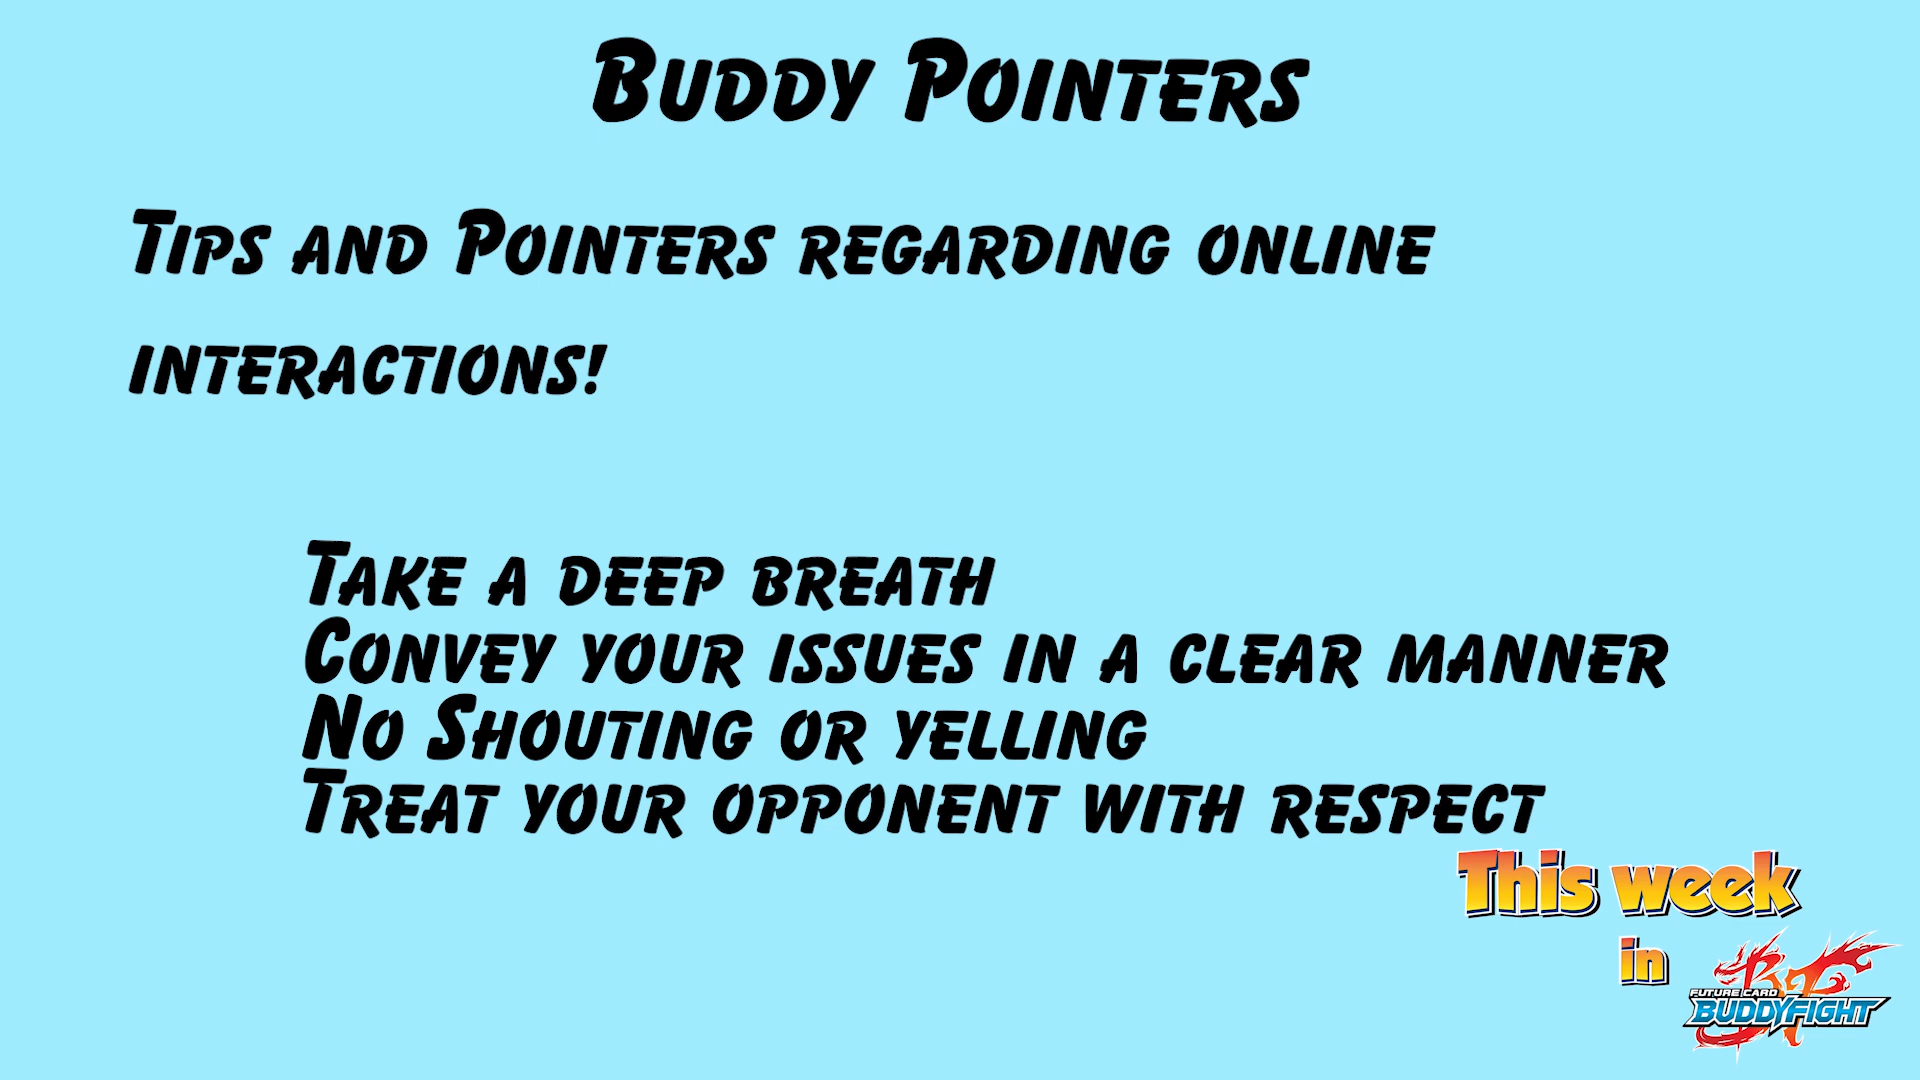 Buddy Pointers
Tips and Pointers regarding online
interactions!
Take a deep breath
Convey your issues in a clear manner
No Shouting or yelling
Treat your opponent with respect
This week
in
FUTURE CARD
BUDDYFIGHT